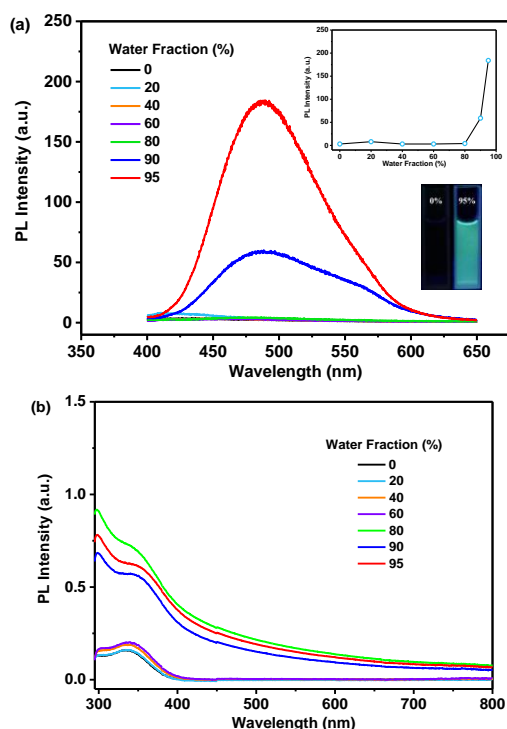 (a)
PL Intensity (a.u.)
250
200
150
100
50
0
Water Fraction (%)
0
20
40
60
80
90
95
PL Intensity (a.u.)
250
200
150
100
50
0
0 20 40 60 80 100
Water Fraction (%)
0% 95%
350 400 450 500 550 600 650
Wavelength (nm)
(b)
PL Intensity (a.u.)
1.5
1.0
0.5
0.0
Water Fraction (%)
0
20
40
60
80
90
95
300 400 500 600 700 800
Wavelength (nm)